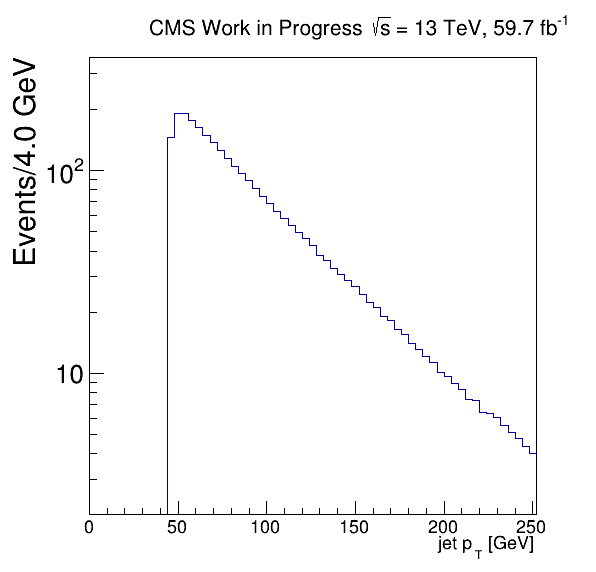 CMS Work in Progress √s = 13 TeV, 59.7 fb⁻¹
Events/4.0 GeV
10²
10
0 50 100 150 200 250
jet p_T [GeV]